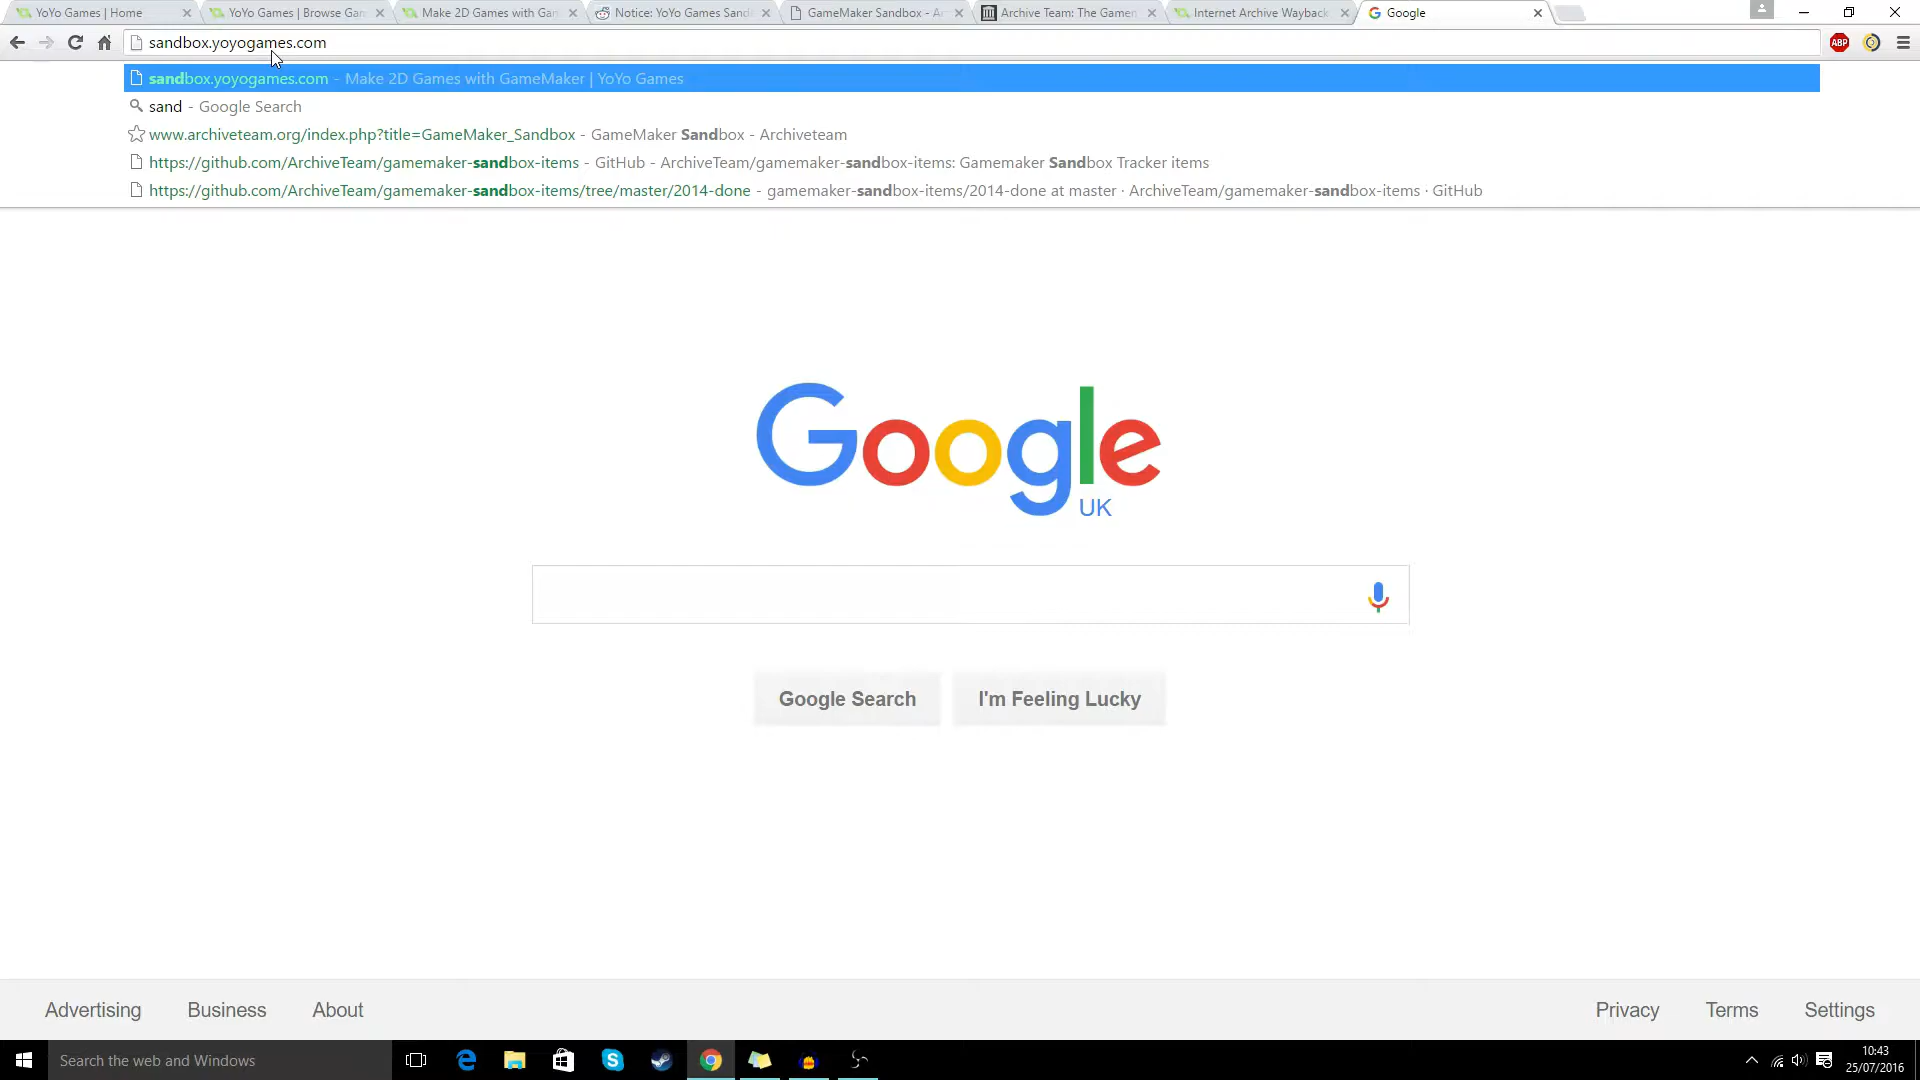 YoYo Games | Home
YoYo Games | Browse Gam
Make 2D Games with Gam
Notice: YoYo Games Sand
GameMaker Sandbox - A
Archive Team: The Gamem
Internet Archive Wayback
Google
sandbox.yoyogames.com
ABP
sandbox.yoyogames.com - Make 2D Games with GameMaker | YoYo Games
sand - Google Search
www.archiveteam.org/index.php?title=GameMaker_Sandbox - GameMaker Sandbox - Archiveteam
https://github.com/ArchiveTeam/gamemaker-sandbox-items - GitHub - ArchiveTeam/gamemaker-sandbox-items: Gamemaker Sandbox Tracker items
https://github.com/ArchiveTeam/gamemaker-sandbox-items/tree/master/2014-done - gamemaker-sandbox-items/2014-done at master · ArchiveTeam/gamemaker-sandbox-items · GitHub
Google
UK
Google Search
I'm Feeling Lucky
Advertising
Business
About
Privacy
Terms
Settings
Search the web and Windows
10:43
25/07/2016